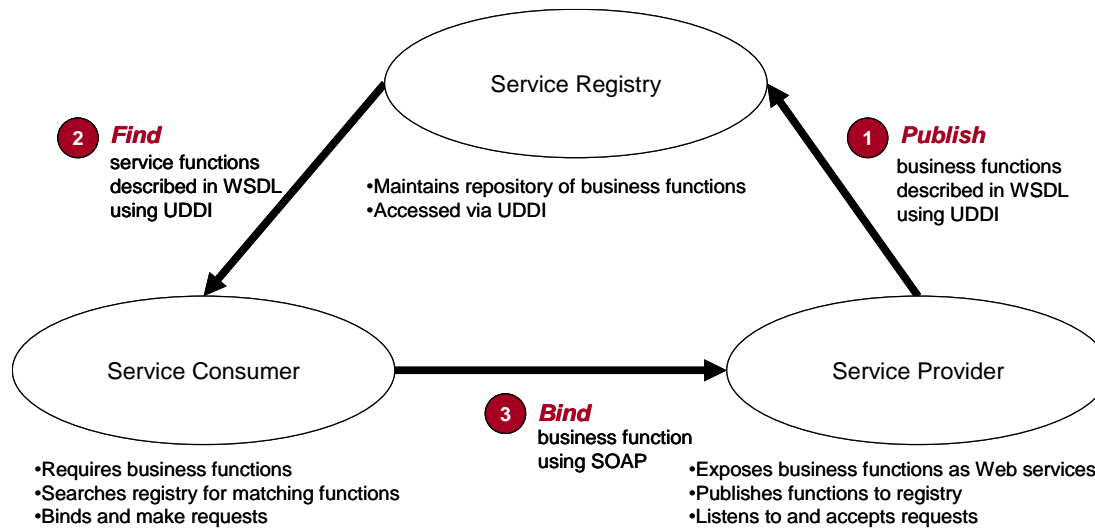 Service Registry
2 Find
service functions
described in WSDL
using UDDI
1 Publish
business functions
described in WSDL
using UDDI
•Maintains repository of business functions
•Accessed via UDDI
Service Consumer
Service Provider
3 Bind
business function
using SOAP
•Requires business functions
•Searches registry for matching functions
•Binds and make requests
•Exposes business functions as Web services
•Publishes functions to registry
•Listens to and accepts requests